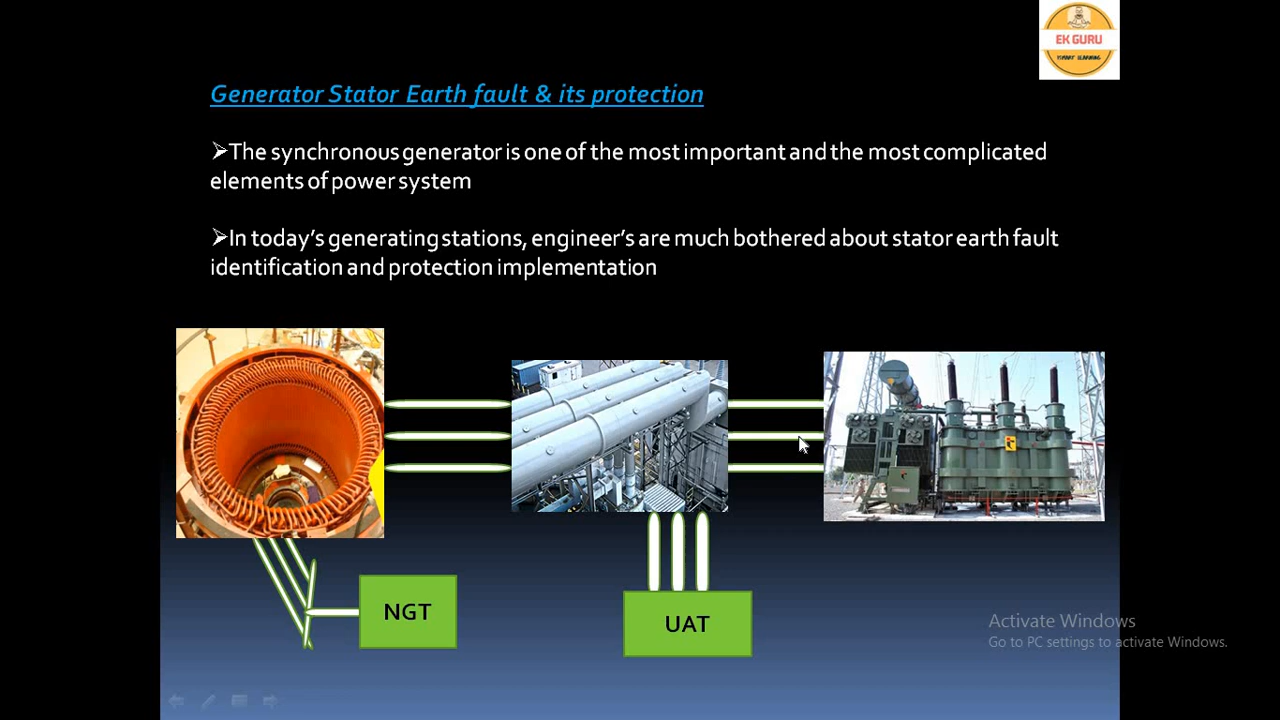 EK GURU
SMART LEARNING
Generator Stator Earth fault & its protection
➢The synchronous generator is one of the most important and the most complicated
elements of power system
➢In today's generating stations, engineer's are much bothered about stator earth fault
identification and protection implementation
NGT
UAT
Activate Windows
Go to PC settings to activate Windows.